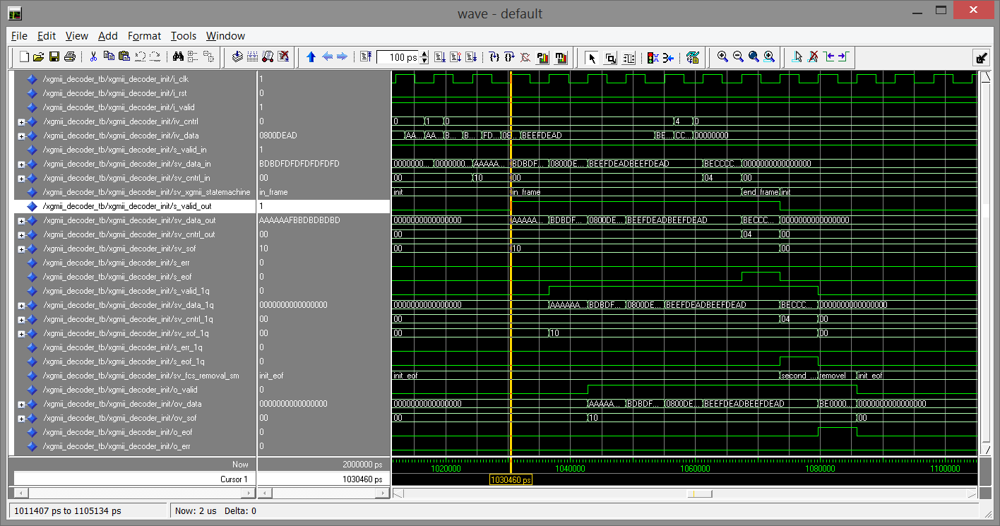 wave - default
File Edit View Add Format Tools Window
100 ps
/xgmii_decoder_tb/xgmii_decoder_init/i_clk 1
/xgmii_decoder_tb/xgmii_decoder_init/i_rst 0
/xgmii_decoder_tb/xgmii_decoder_init/i_valid 1
/xgmii_decoder_tb/xgmii_decoder_init/iv_cntrl 0 0 1 0 4 0
/xgmii_decoder_tb/xgmii_decoder_init/iv_data 0800DEAD AA... AA... B... B... FD... 08... BEEFDEAD BE... CC... 00000000
/xgmii_decoder_tb/xgmii_decoder_init/s_valid_in 1
/xgmii_decoder_tb/xgmii_decoder_init/sv_data_in BDBDFDFDFDFDFDFD 0000000... 0000000... AAAAA... BDBDF... 0800DE... BEEFDEADBEEFDEAD BECCCC... 0000000000000000
/xgmii_decoder_tb/xgmii_decoder_init/sv_cntrl_in 00 00 10 00 04 00
/xgmii_decoder_tb/xgmii_decoder_init/sv_xgmii_statemachine in_frame init in_frame end_frame init
/xgmii_decoder_tb/xgmii_decoder_init/s_valid_out 1
/xgmii_decoder_tb/xgmii_decoder_init/sv_data_out AAAAAAFBBDBDBDBD 0000000000000000 AAAAA... BDBDF... 0800DE... BEEFDEADBEEFDEAD BECCC... 0000000000000000
/xgmii_decoder_tb/xgmii_decoder_init/sv_cntrl_out 00 00 04 00
/xgmii_decoder_tb/xgmii_decoder_init/sv_sof 10 00 10 00
/xgmii_decoder_tb/xgmii_decoder_init/s_err 0
/xgmii_decoder_tb/xgmii_decoder_init/s_eof 0
/xgmii_decoder_tb/xgmii_decoder_init/s_valid_1q 0
/xgmii_decoder_tb/xgmii_decoder_init/sv_data_1q 0000000000000000 0000000000000000 AAAAAA... BDBDF... 0800DE... BEEFDEADBEEFDEAD BECCC... 0000000000000000
/xgmii_decoder_tb/xgmii_decoder_init/sv_cntrl_1q 00 00 04 00
/xgmii_decoder_tb/xgmii_decoder_init/sv_sof_1q 00 00 10 00
/xgmii_decoder_tb/xgmii_decoder_init/s_err_1q 0
/xgmii_decoder_tb/xgmii_decoder_init/s_eof_1q 0
/xgmii_decoder_tb/xgmii_decoder_init/sv_fcs_removal_sm init_eof init_eof second_... removel init_eof
/xgmii_decoder_tb/xgmii_decoder_init/o_valid 0
/xgmii_decoder_tb/xgmii_decoder_init/ov_data 0000000000000000 0000000000000000 AAAAA... BDBDF... 0800DE... BEEFDEADBEEFDEAD BE0000... 0000000000000000
/xgmii_decoder_tb/xgmii_decoder_init/ov_sof 00 00 10 00
/xgmii_decoder_tb/xgmii_decoder_init/o_eof 0
/xgmii_decoder_tb/xgmii_decoder_init/o_err 0
Now 2000000 ps 1020000 1040000 1060000 1080000 1100000
Cursor 1 1030460 ps 1030460 ps
1011407 ps to 1105134 ps Now: 2 us Delta: 0